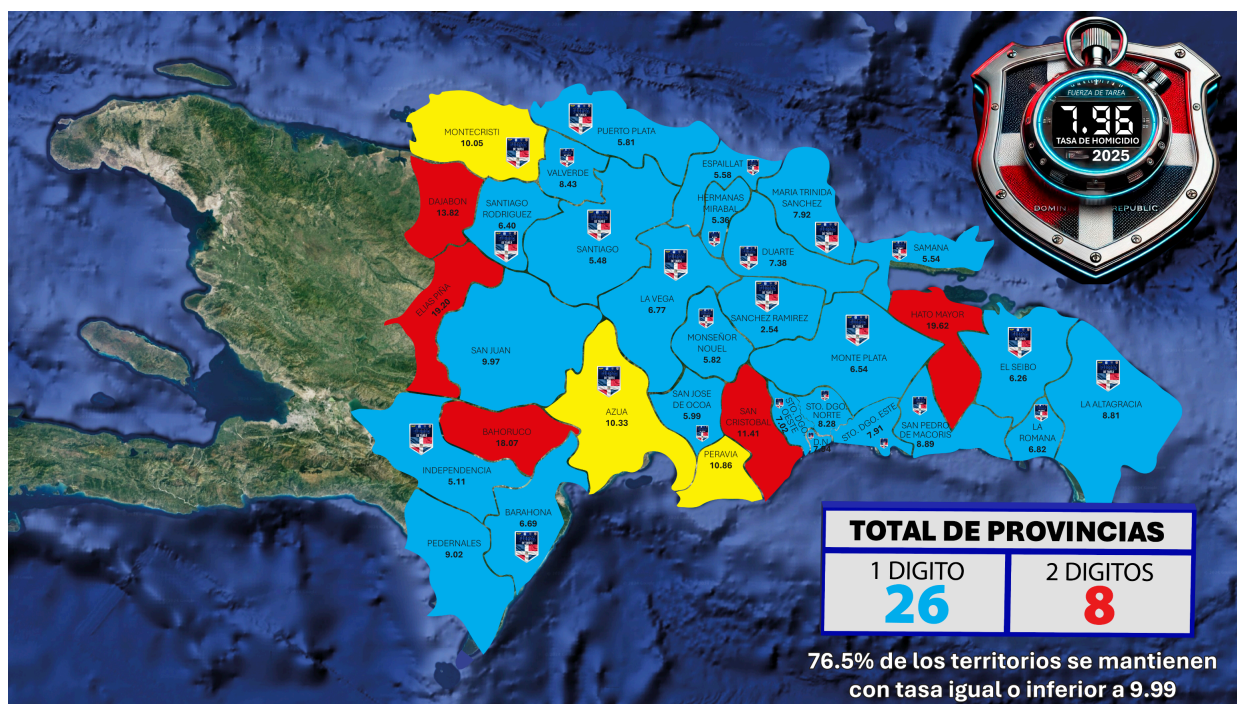 FUERZA DE TAREA
7.96
TASA DE HOMICIDIO
2025
DOMIN
REPUBLIC
MONTECRISTI
10.05
PUERTO PLATA
5.81
VALVERDE
8.43
ESPAILLAT
5.58
DAJABON
13.82
SANTIAGO
RODRIGUEZ
6.40
HERMANAS
MIRABAL
5.36
MARIA TRINIDA
SANCHEZ
7.92
SANTIAGO
5.48
DUARTE
7.38
SAMANA
5.54
ELIAS PIÑA
19.20
LA VEGA
6.77
SANCHEZ RAMIREZ
2.54
HATO MAYOR
19.62
SAN JUAN
9.97
MONSEÑOR
NOUEL
5.82
MONTE PLATA
6.54
EL SEIBO
6.26
LA ALTAGRACIA
8.81
AZUA
10.33
SAN JOSE
DE OCOA
5.99
SAN
CRISTOBAL
11.41
STO. DGO.
OESTE
7.02
STO. DGO.
NORTE
8.28
STO. DGO. ESTE
7.91
D.N.
SAN PEDRO
DE MACORIS
8.89
LA
ROMANA
6.82
BAHORUCO
18.07
PERAVIA
10.86
INDEPENDENCIA
5.11
BARAHONA
6.69
PEDERNALES
9.02
TOTAL DE PROVINCIAS
1 DIGITO
26
2 DIGITOS
8
76.5% de los territorios se mantienen
con tasa igual o inferior a 9.99